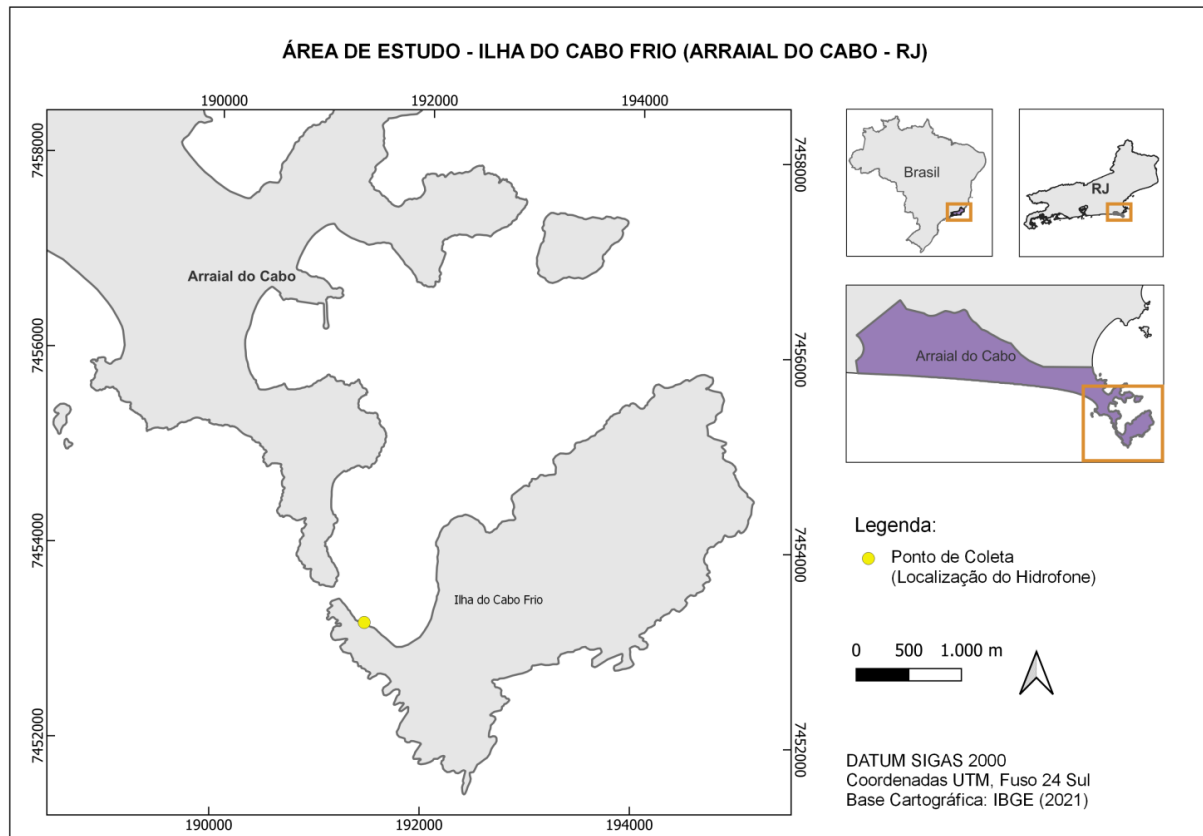 ÁREA DE ESTUDO - ILHA DO CABO FRIO (ARRAIAL DO CABO - RJ)
190000
192000
194000
7458000
7456000
7454000
7452000
7458000
7456000
7454000
7452000
190000
192000
194000
Arraial do Cabo
Ilha do Cabo Frio
Brasil
RJ
Arraial do Cabo
Legenda:
Ponto de Coleta
(Localização do Hidrofone)
0 500 1.000 m
DATUM SIGAS 2000
Coordenadas UTM, Fuso 24 Sul
Base Cartográfica: IBGE (2021)